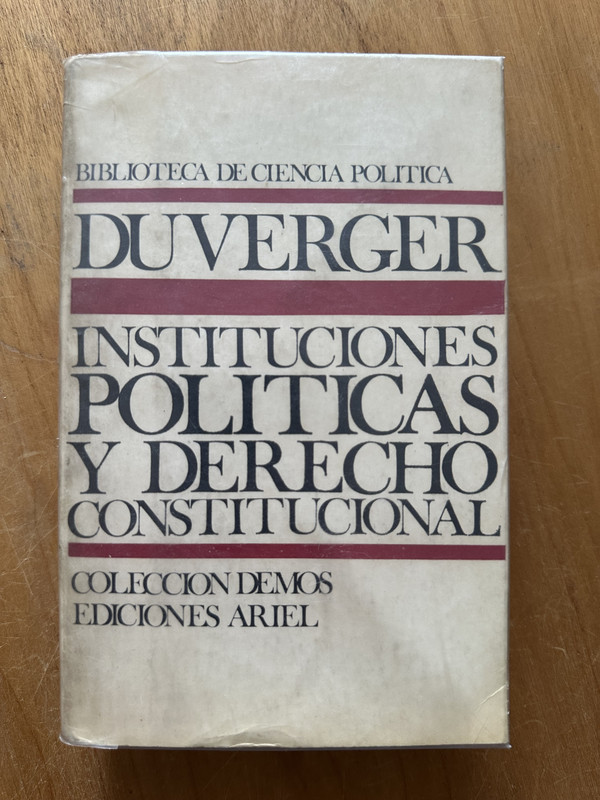 BIBLIOTECA DE CIENCIA POLITICA
DUVERGER
INSTITUCIONES
POLITICAS
Y DERECHO
CONSTITUCIONAL
COLECCION DEMOS
EDICIONES ARIEL